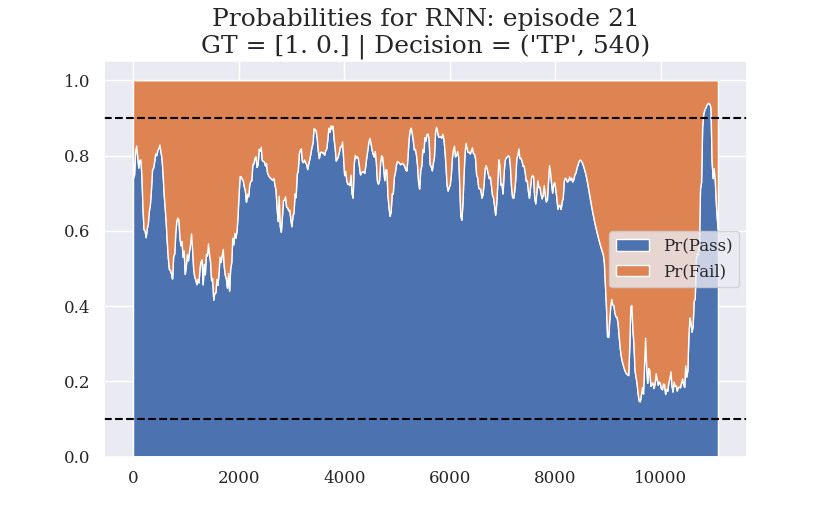 Probabilities for RNN: episode 21
GT = [1. 0.] | Decision = ('TP', 540)
1.0
0.8
0.6
0.4
0.2
0.0
Pr(Pass)
Pr(Fail)
0 2000 4000 6000 8000 10000